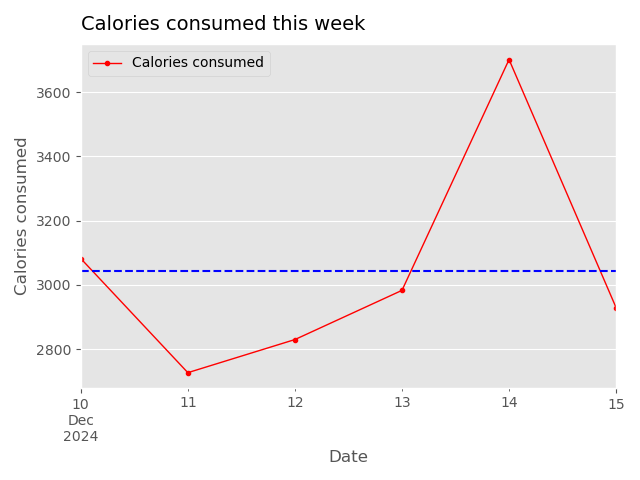 Calories consumed this week
Calories consumed
3600
3400
3200
3000
2800
Calories consumed
10
Dec
2024
11
12
13
14
15
Date